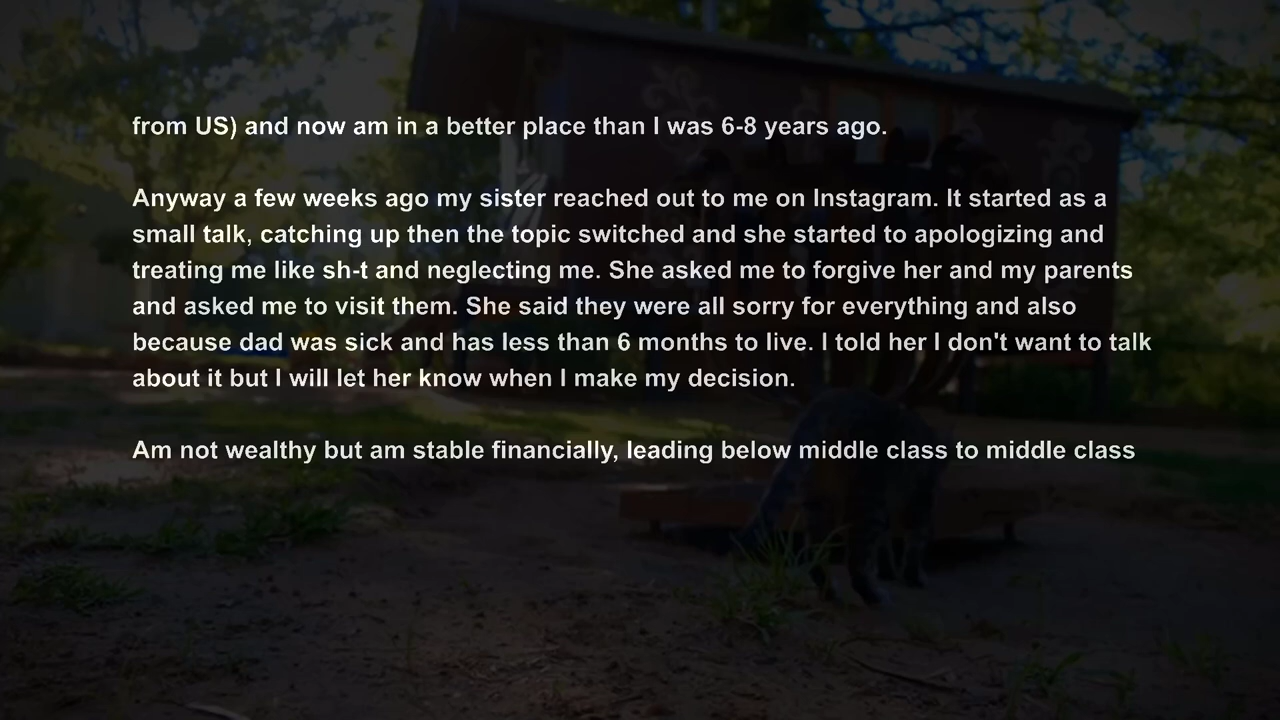 from US) and now am in a better place than I was 6-8 years ago.
Anyway a few weeks ago my sister reached out to me on Instagram. It started as a
small talk, catching up then the topic switched and she started to apologizing and
treating me like sh-t and neglecting me. She asked me to forgive her and my parents
and asked me to visit them. She said they were all sorry for everything and also
because dad was sick and has less than 6 months to live. I told her I don't want to talk
about it but I will let her know when I make my decision.
Am not wealthy but am stable financially, leading below middle class to middle class